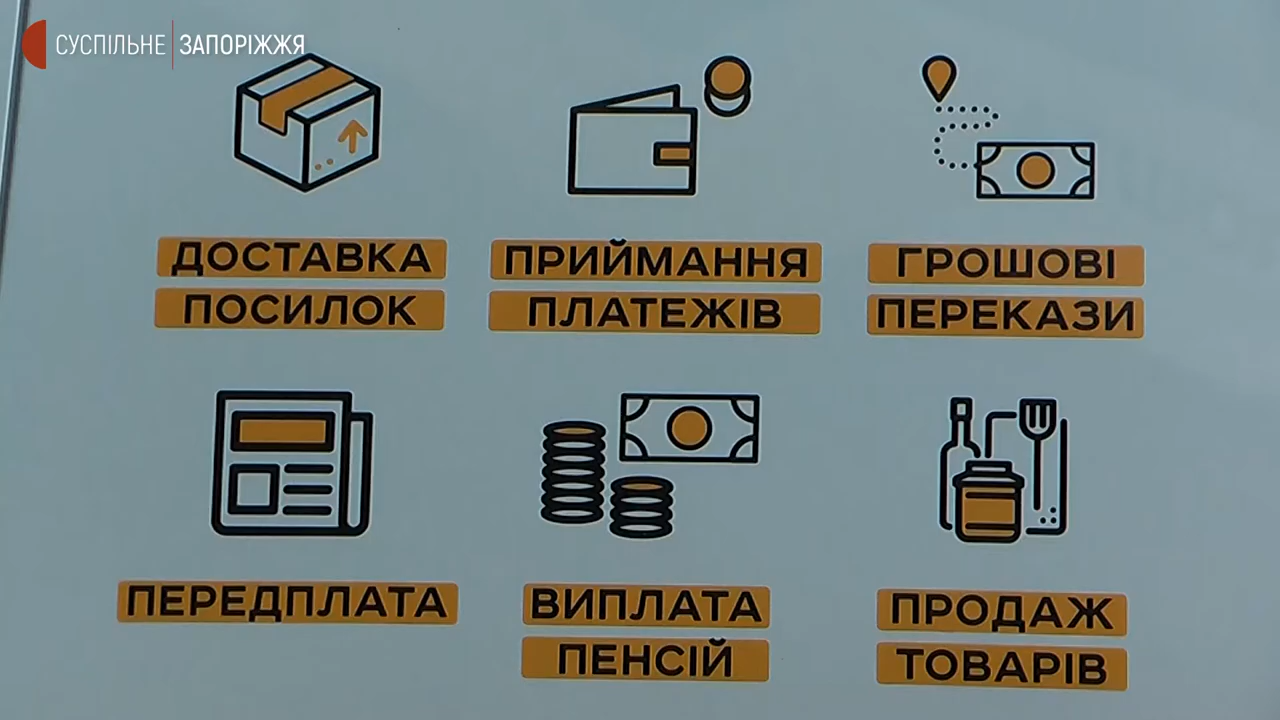 СУСПІЛЬНЕ ЗАПОРІЖЖЯ
ДОСТАВКА
ПОСИЛОК
ПРИЙМАННЯ
ПЛАТЕЖІВ
ГРОШОВІ
ПЕРЕКАЗИ
ПЕРЕДПЛАТА
ВИПЛАТА
ПЕНСІЙ
ПРОДАЖ
ТОВАРІВ